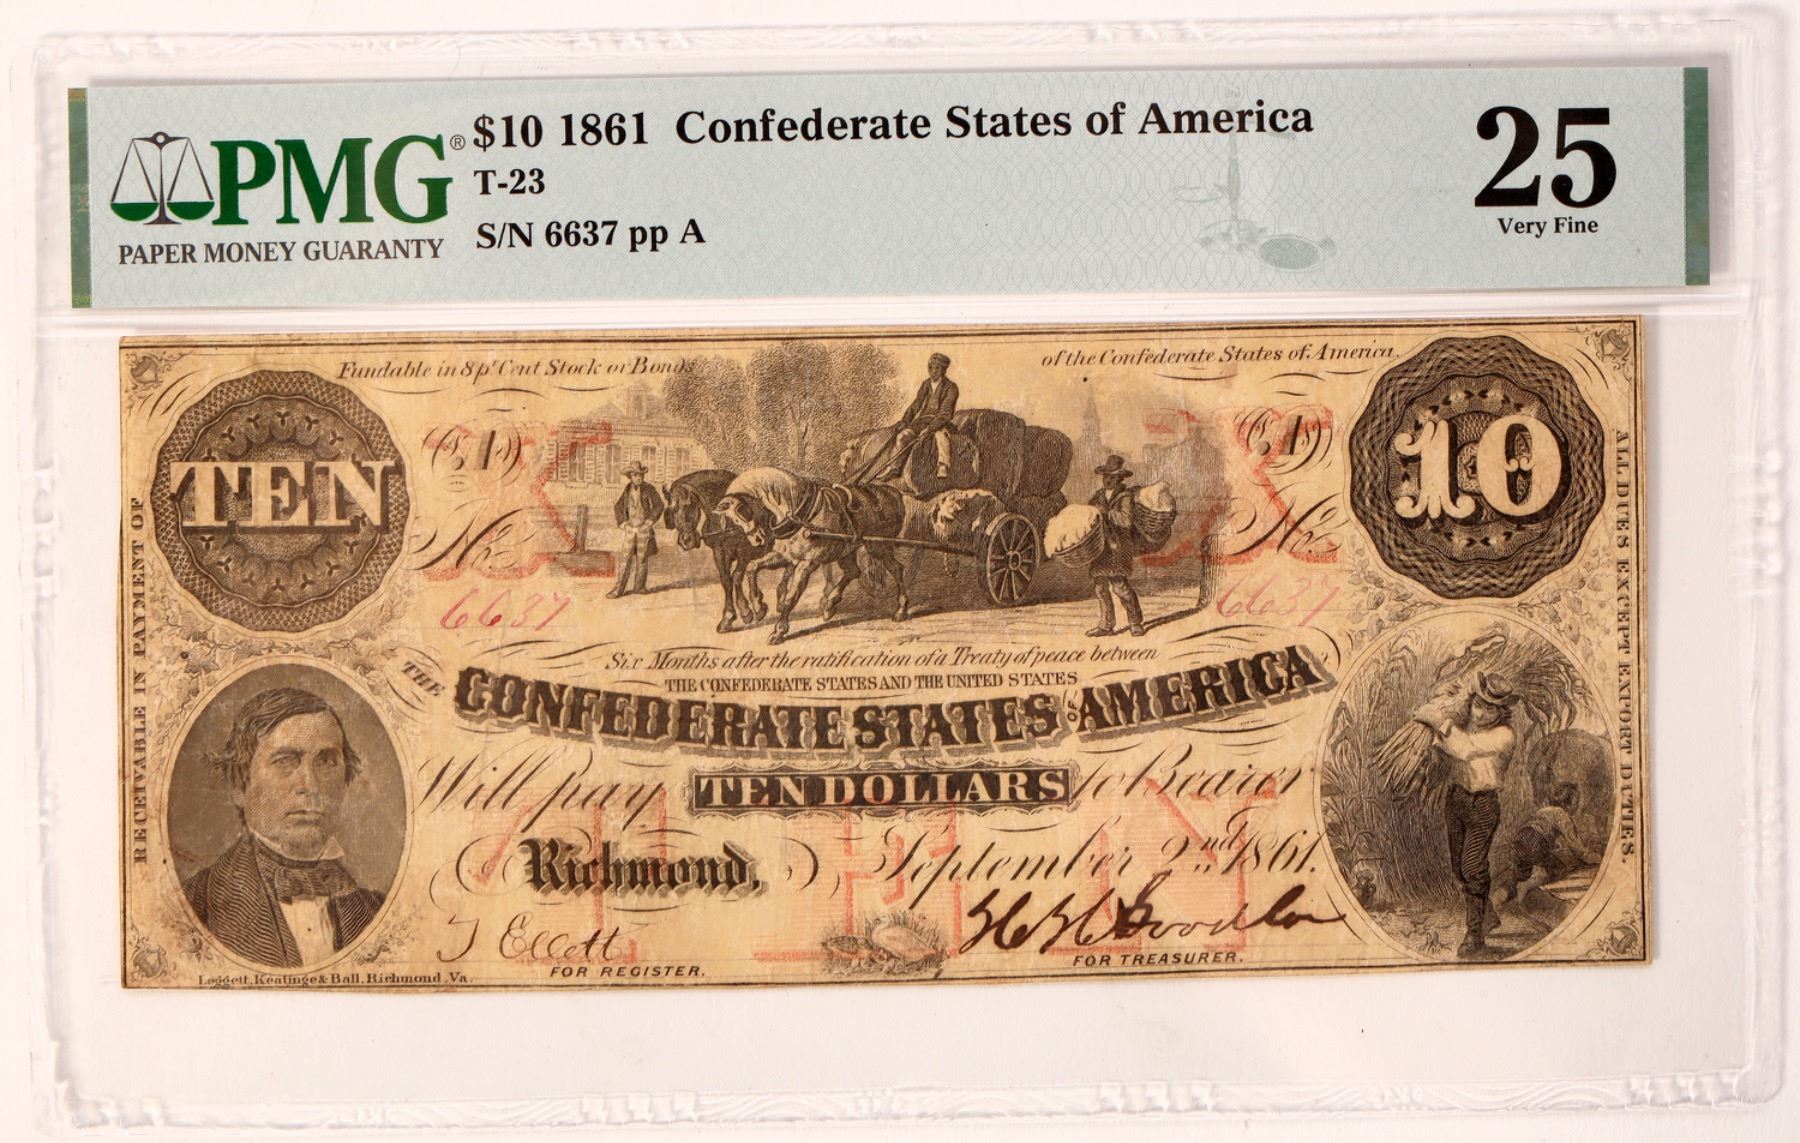 PMG®
PAPER MONEY GUARANTY
$10 1861 Confederate States of America
T-23
S/N 6637 pp A
25
Very Fine
Fundable in 8 pr Cent Stock or Bonds
of the Confederate States of America.
TEN
A
X
X
A
10
No
No
6637
6637
RECEIVABLE IN PAYMENT OF
ALL DUES EXCEPT EXPORT DUTIES.
Six Months after the ratification of a Treaty of peace between
THE CONFEDERATE STATES AND THE UNITED STATES
THE CONFEDERATE STATES OF AMERICA
Will pay TEN DOLLARS to Bearer
TEN
Richmond, September 2nd 1861.
T Ellett
FOR REGISTER.
FOR TREASURER.
Leggett, Keatinge & Ball, Richmond, Va.